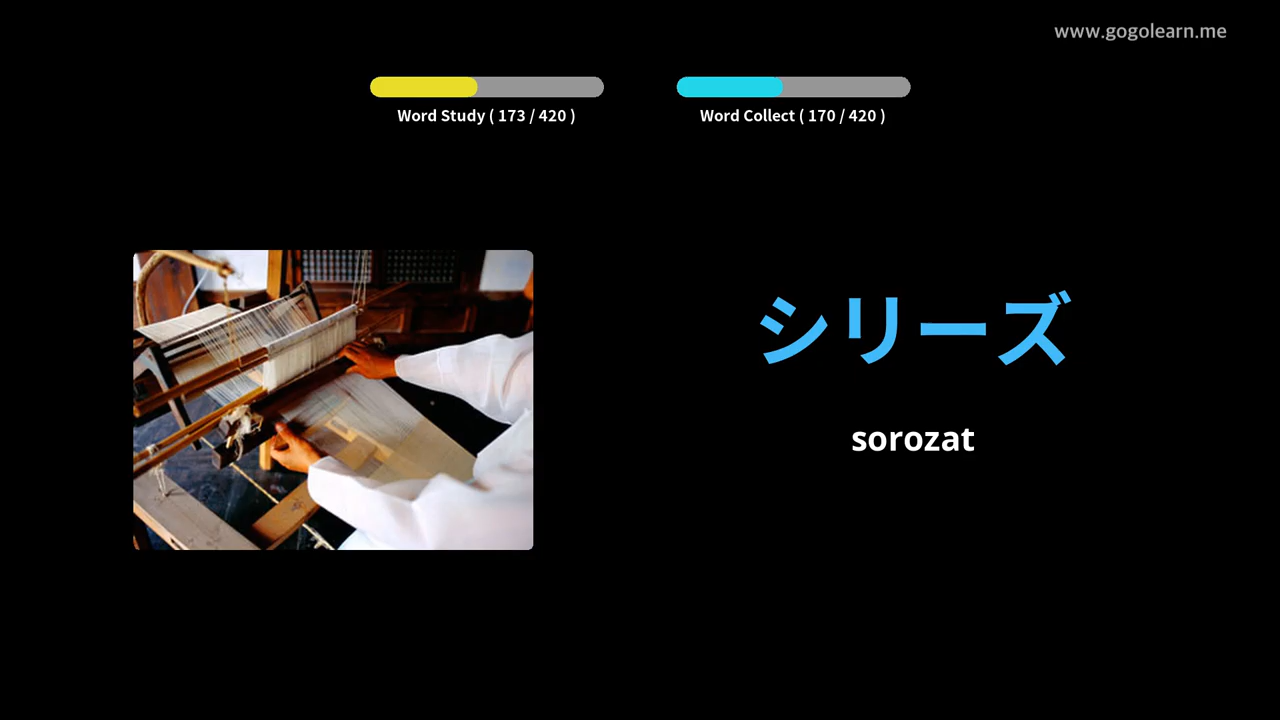 www.gogolearn.me
Word Study ( 173 / 420 )
Word Collect ( 170 / 420 )
シリーズ
sorozat